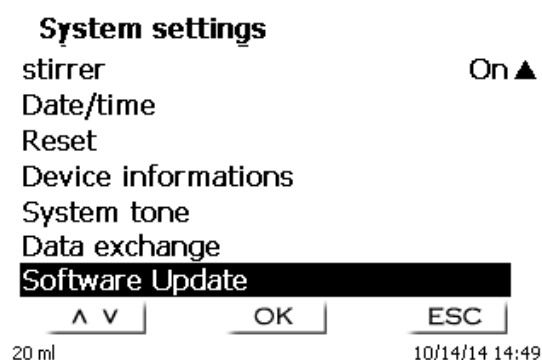 System settings
stirrer On ▲
Date/time
Reset
Device informations
System tone
Data exchange
Software Update
∧ ∨ OK ESC
20 ml 10/14/14 14:49